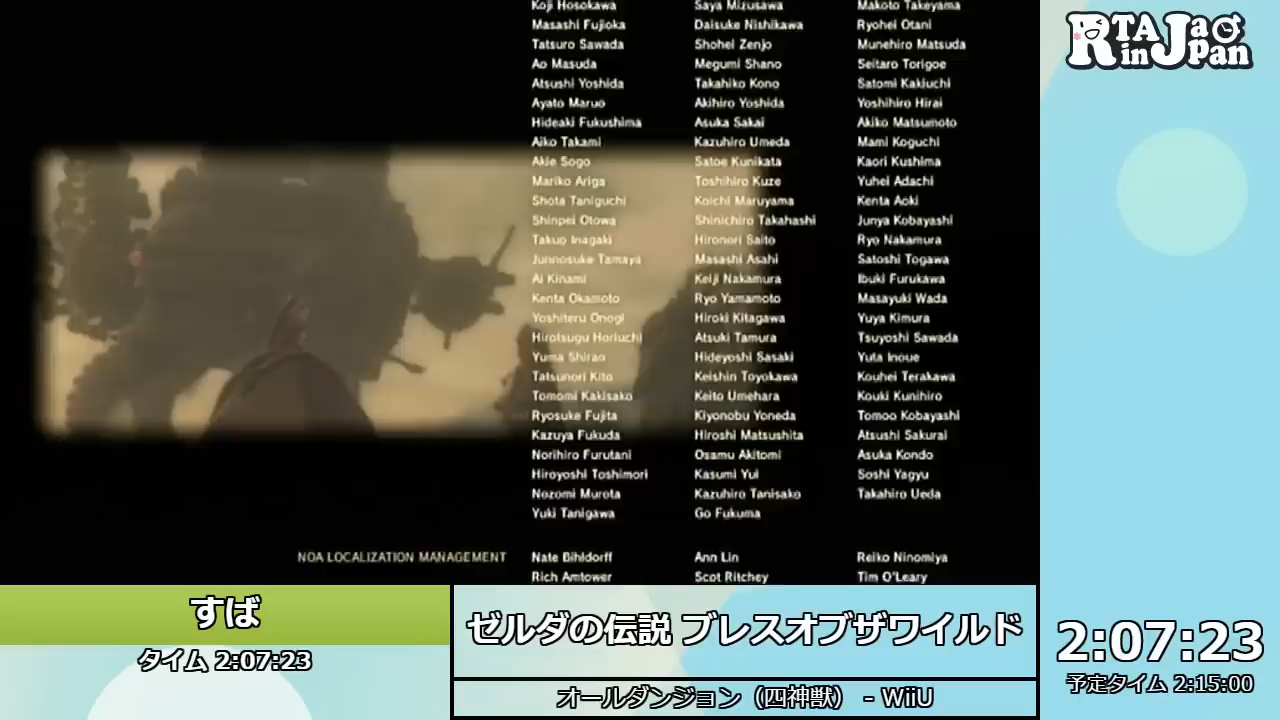 Koji Hosokawa Saya Mizusawa Makoto Takeyama
Masashi Fujioka Daisuke Nishikawa Ryohei Otani
Tatsuro Sawada Shohei Zenjo Munehiro Matsuda
Ao Masuda Megumi Shano Seitaro Torigoe
Atsushi Yoshida Takahiko Kono Satomi Kakiuchi
Ayato Maruo Akihiro Yoshida Yoshihiro Hirai
Hideaki Fukushima Asuka Sakai Akiko Matsumoto
Aiko Takami Kazuhiro Umeda Mami Koguchi
Akie Sogo Satoe Kunikata Kaori Kushima
Mariko Ariga Toshihiro Kuze Yuhei Adachi
Shota Taniguchi Koichi Maruyama Kenta Aoki
Shinpei Otowa Shinichiro Takahashi Junya Kobayashi
Takuo Inagaki Hironori Saito Ryo Nakamura
Junnosuke Tamaya Masashi Asahi Satoshi Togawa
Ai Kinami Keiji Nakamura Ibuki Furukawa
Kenta Okamoto Ryo Yamamoto Masayuki Wada
Yoshiteru Onogi Hiroki Kitagawa Yuya Kimura
Hirotsugu Horiuchi Atsuki Tamura Tsuyoshi Sawada
Yuma Shirao Hideyoshi Sasaki Yuta Inoue
Tatsunori Kito Keishin Toyokawa Kouhei Terakawa
Tomomi Kakisako Keito Umehara Kouki Kunihiro
Ryosuke Fujita Kiyonobu Yoneda Tomoo Kobayashi
Kazuya Fukuda Hiroshi Matsushita Atsushi Sakurai
Norihiro Furutani Osamu Akitomi Asuka Kondo
Hiroyoshi Toshimori Kasumi Yui Soshi Yagyu
Nozomi Murota Kazuhiro Tanisako Takahiro Ueda
Yuki Tanigawa Go Fukuma
NOA LOCALIZATION MANAGEMENT Nate Bihldorff Ann Lin Reiko Ninomiya
Rich Amtower Scot Ritchey Tim O'Leary
RTA in Japan
すば
タイム 2:07:23
ゼルダの伝説 ブレスオブザワイルド
オールダンジョン（四神獣） - WiiU
2:07:23
予定タイム 2:15:00